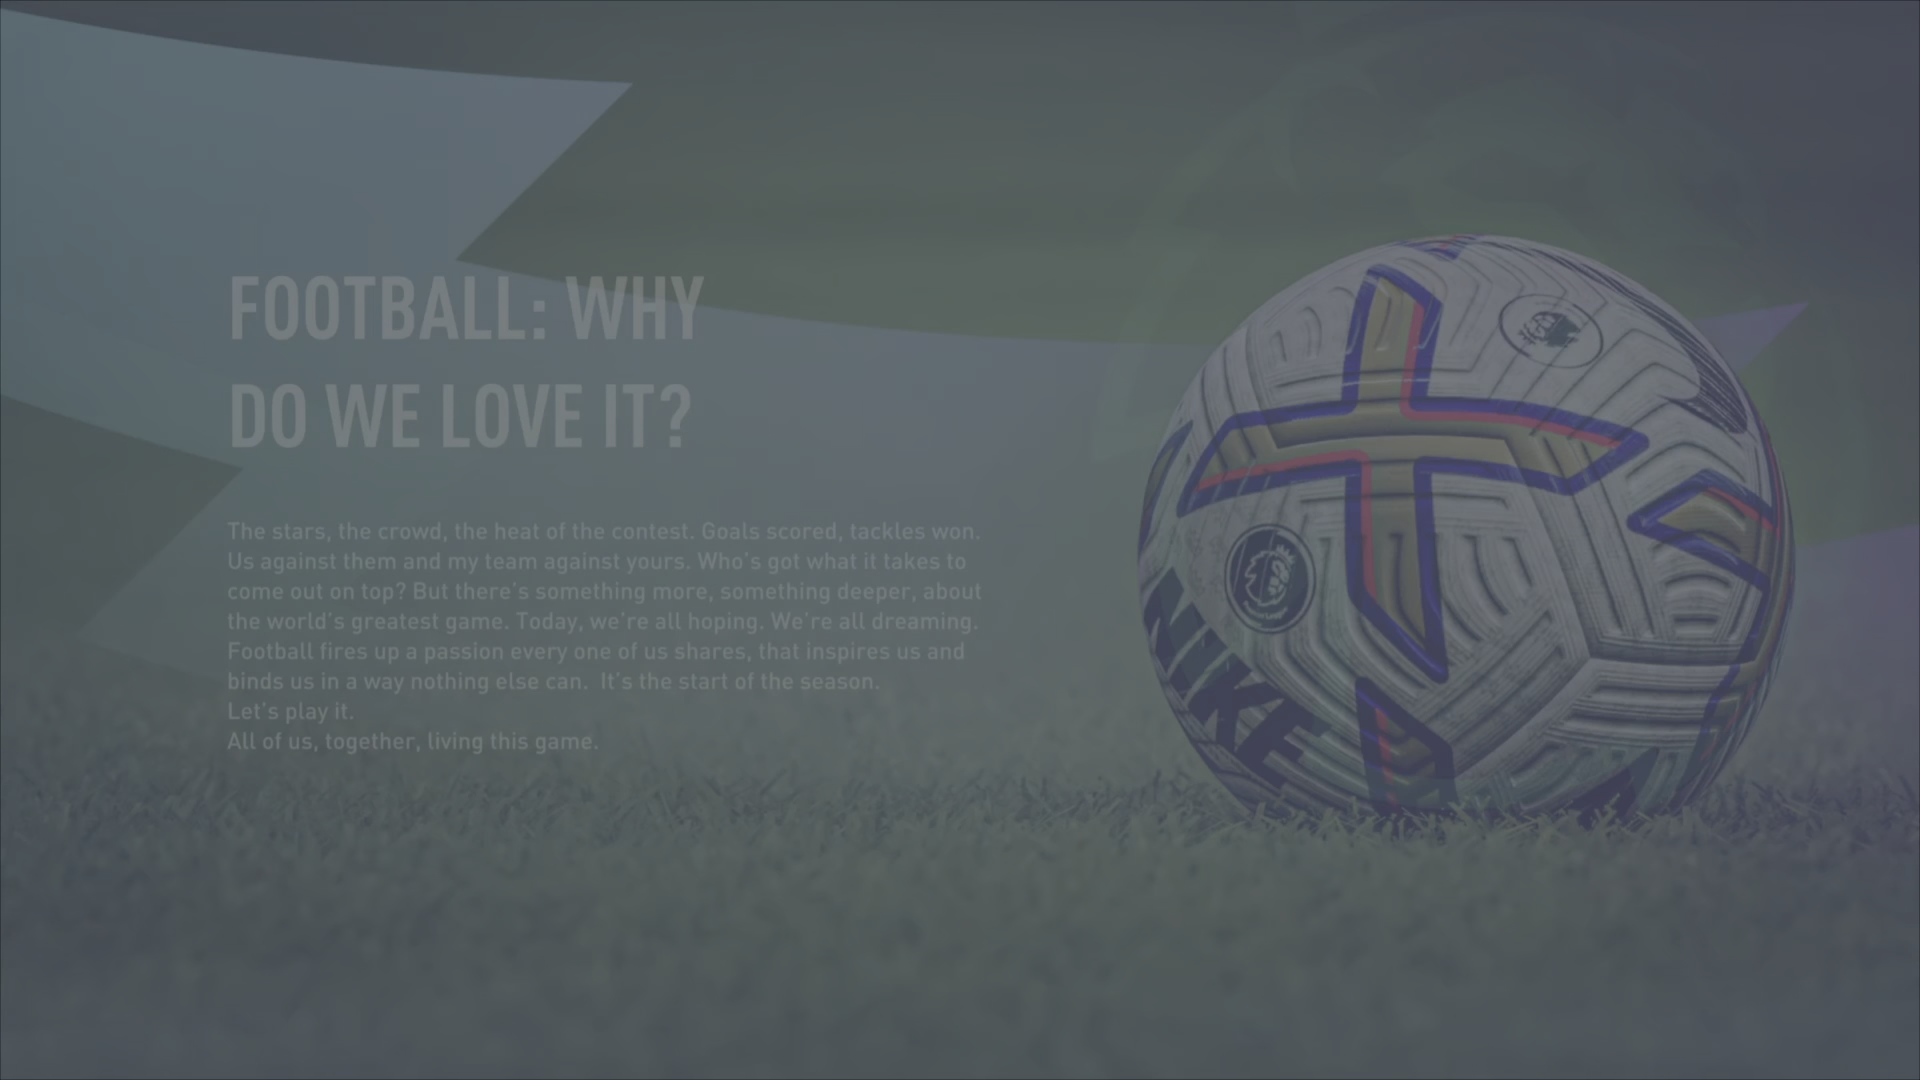 FOOTBALL: WHY
DO WE LOVE IT?
The stars, the crowd, the heat of the contest. Goals scored, tackles won.
Us against them and my team against yours. Who's got what it takes to
come out on top? But there's something more, something deeper, about
the world's greatest game. Today, we're all hoping. We're all dreaming.
Football fires up a passion every one of us shares, that inspires us and
binds us in a way nothing else can.  It's the start of the season.
Let's play it.
All of us, together, living this game.
NIKE